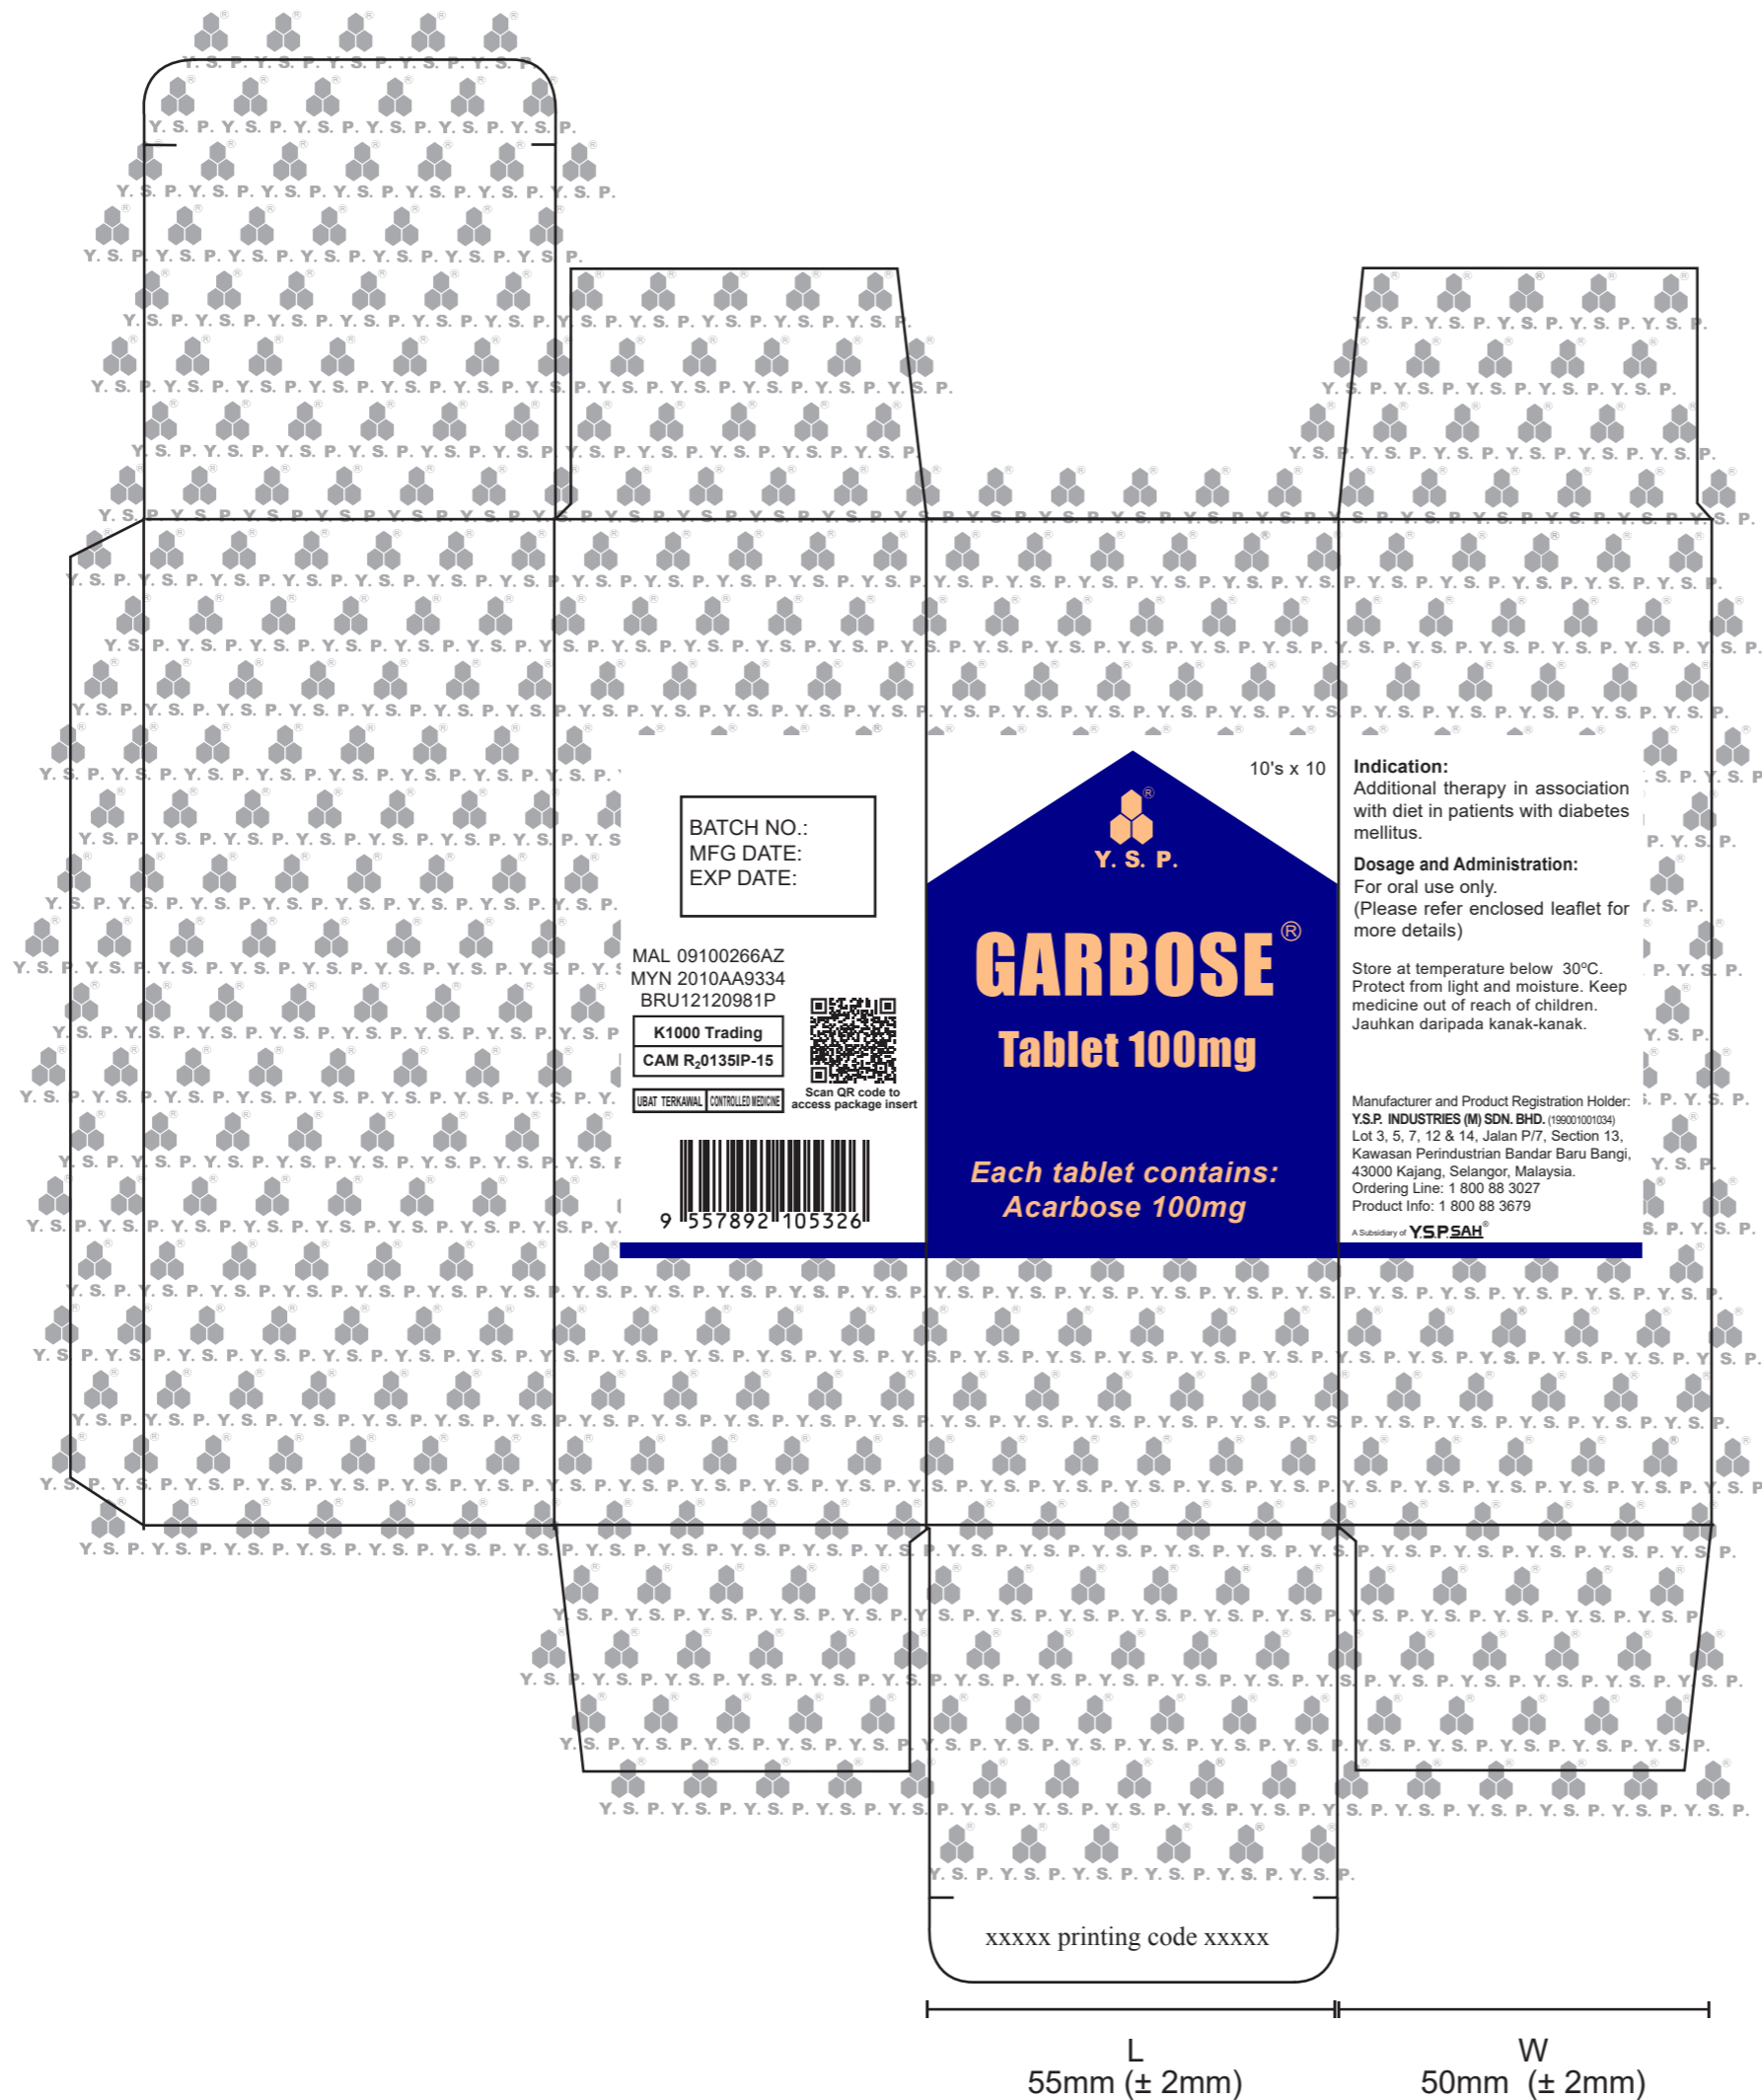 BATCH NO.:
MFG DATE:
EXP DATE:
MAL 09100266AZ
MYN 2010AA9334
BRU12120981P
K1000 Trading
CAM R₂0135IP-15
UBAT TERKAWAL CONTROLLED MEDICINE
Scan QR code to
access package insert
9 557892 105326
10's x 10
Y. S. P.
GARBOSE®
Tablet 100mg
Each tablet contains:
Acarbose 100mg
Indication:
Additional therapy in association
with diet in patients with diabetes
mellitus.
Dosage and Administration:
For oral use only.
(Please refer enclosed leaflet for
more details)
Store at temperature below 30°C.
Protect from light and moisture. Keep
medicine out of reach of children.
Jauhkan daripada kanak-kanak.
Manufacturer and Product Registration Holder:
Y.S.P. INDUSTRIES (M) SDN. BHD. (199001001034)
Lot 3, 5, 7, 12 & 14, Jalan P/7, Section 13,
Kawasan Perindustrian Bandar Baru Bangi,
43000 Kajang, Selangor, Malaysia.
Ordering Line: 1 800 88 3027
Product Info: 1 800 88 3679
A Subsidiary of Y.S.P.SAH®
xxxxx printing code xxxxx
L
55mm (± 2mm)
W
50mm (± 2mm)